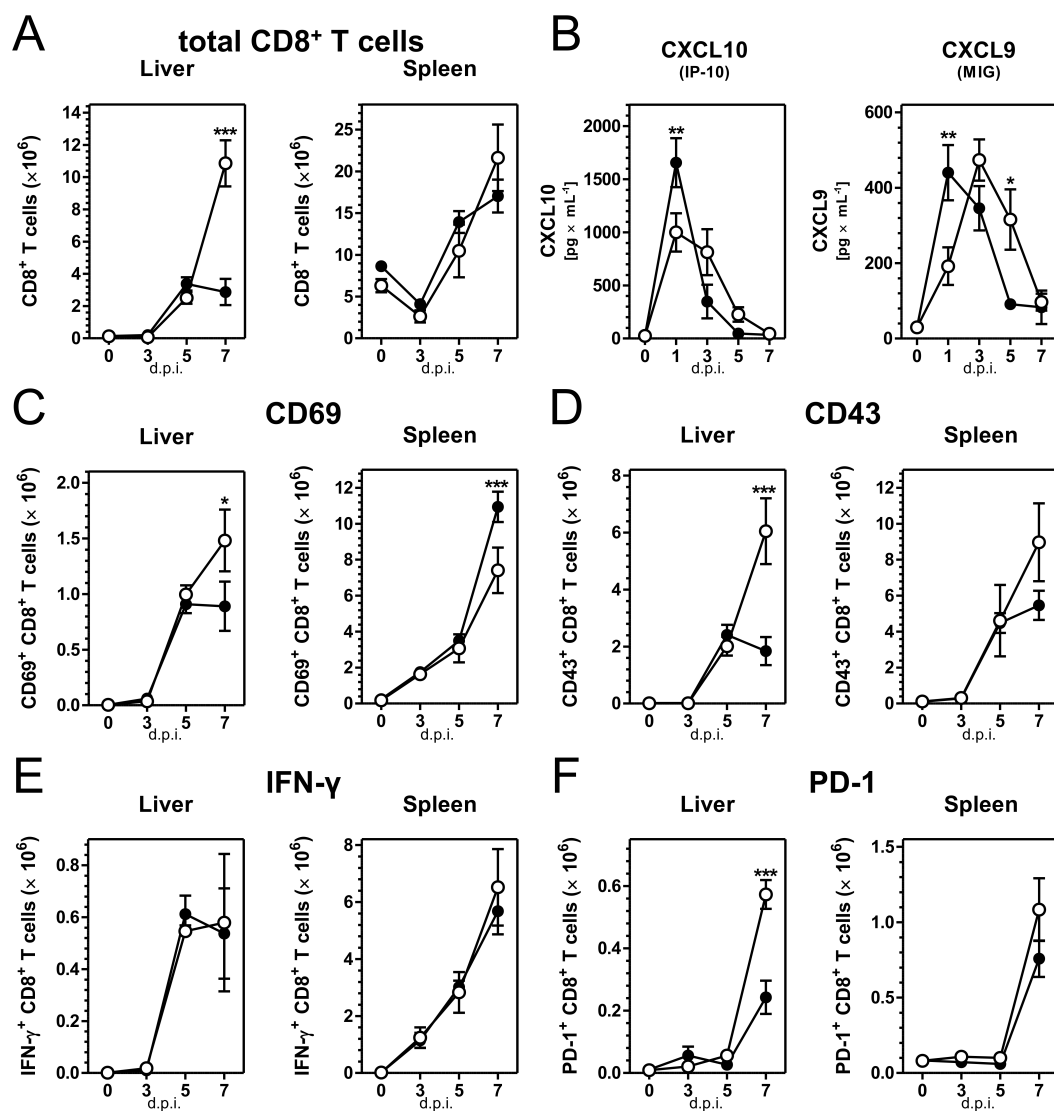 A
total CD8⁺ T cells
Liver
Spleen
CD8⁺ T cells (×10⁶)
14
12
10
8
6
4
2
0
***
0 3 5 7
d.p.i.
CD8⁺ T cells (×10⁶)
25
20
15
10
5
0
0 3 5 7
d.p.i.
B
CXCL10
(IP-10)
CXCL9
(MIG)
CXCL10
[pg × mL⁻¹]
2000
1500
1000
500
0
**
0 1 3 5 7
d.p.i.
CXCL9
[pg × mL⁻¹]
600
400
200
0
**
*
0 1 3 5 7
d.p.i.
C
CD69
Liver
Spleen
CD69⁺ CD8⁺ T cells (× 10⁶)
2.0
1.5
1.0
0.5
0.0
*
0 3 5 7
d.p.i.
CD69⁺ CD8⁺ T cells (× 10⁶)
12
10
8
6
4
2
0
***
0 3 5 7
d.p.i.
D
CD43
Liver
Spleen
CD43⁺ CD8⁺ T cells (× 10⁶)
8
6
4
2
0
***
0 3 5 7
d.p.i.
CD43⁺ CD8⁺ T cells (× 10⁶)
12
10
8
6
4
2
0
0 3 5 7
d.p.i.
E
IFN-γ
Liver
Spleen
IFN-γ⁺ CD8⁺ T cells (× 10⁶)
0.8
0.6
0.4
0.2
0.0
0 3 5 7
d.p.i.
IFN-γ⁺ CD8⁺ T cells (× 10⁶)
8
6
4
2
0
0 3 5 7
d.p.i.
F
PD-1
Liver
Spleen
PD-1⁺ CD8⁺ T cells (× 10⁶)
0.6
0.4
0.2
0.0
***
0 3 5 7
d.p.i.
PD-1⁺ CD8⁺ T cells (× 10⁶)
1.5
1.0
0.5
0.0
0 3 5 7
d.p.i.